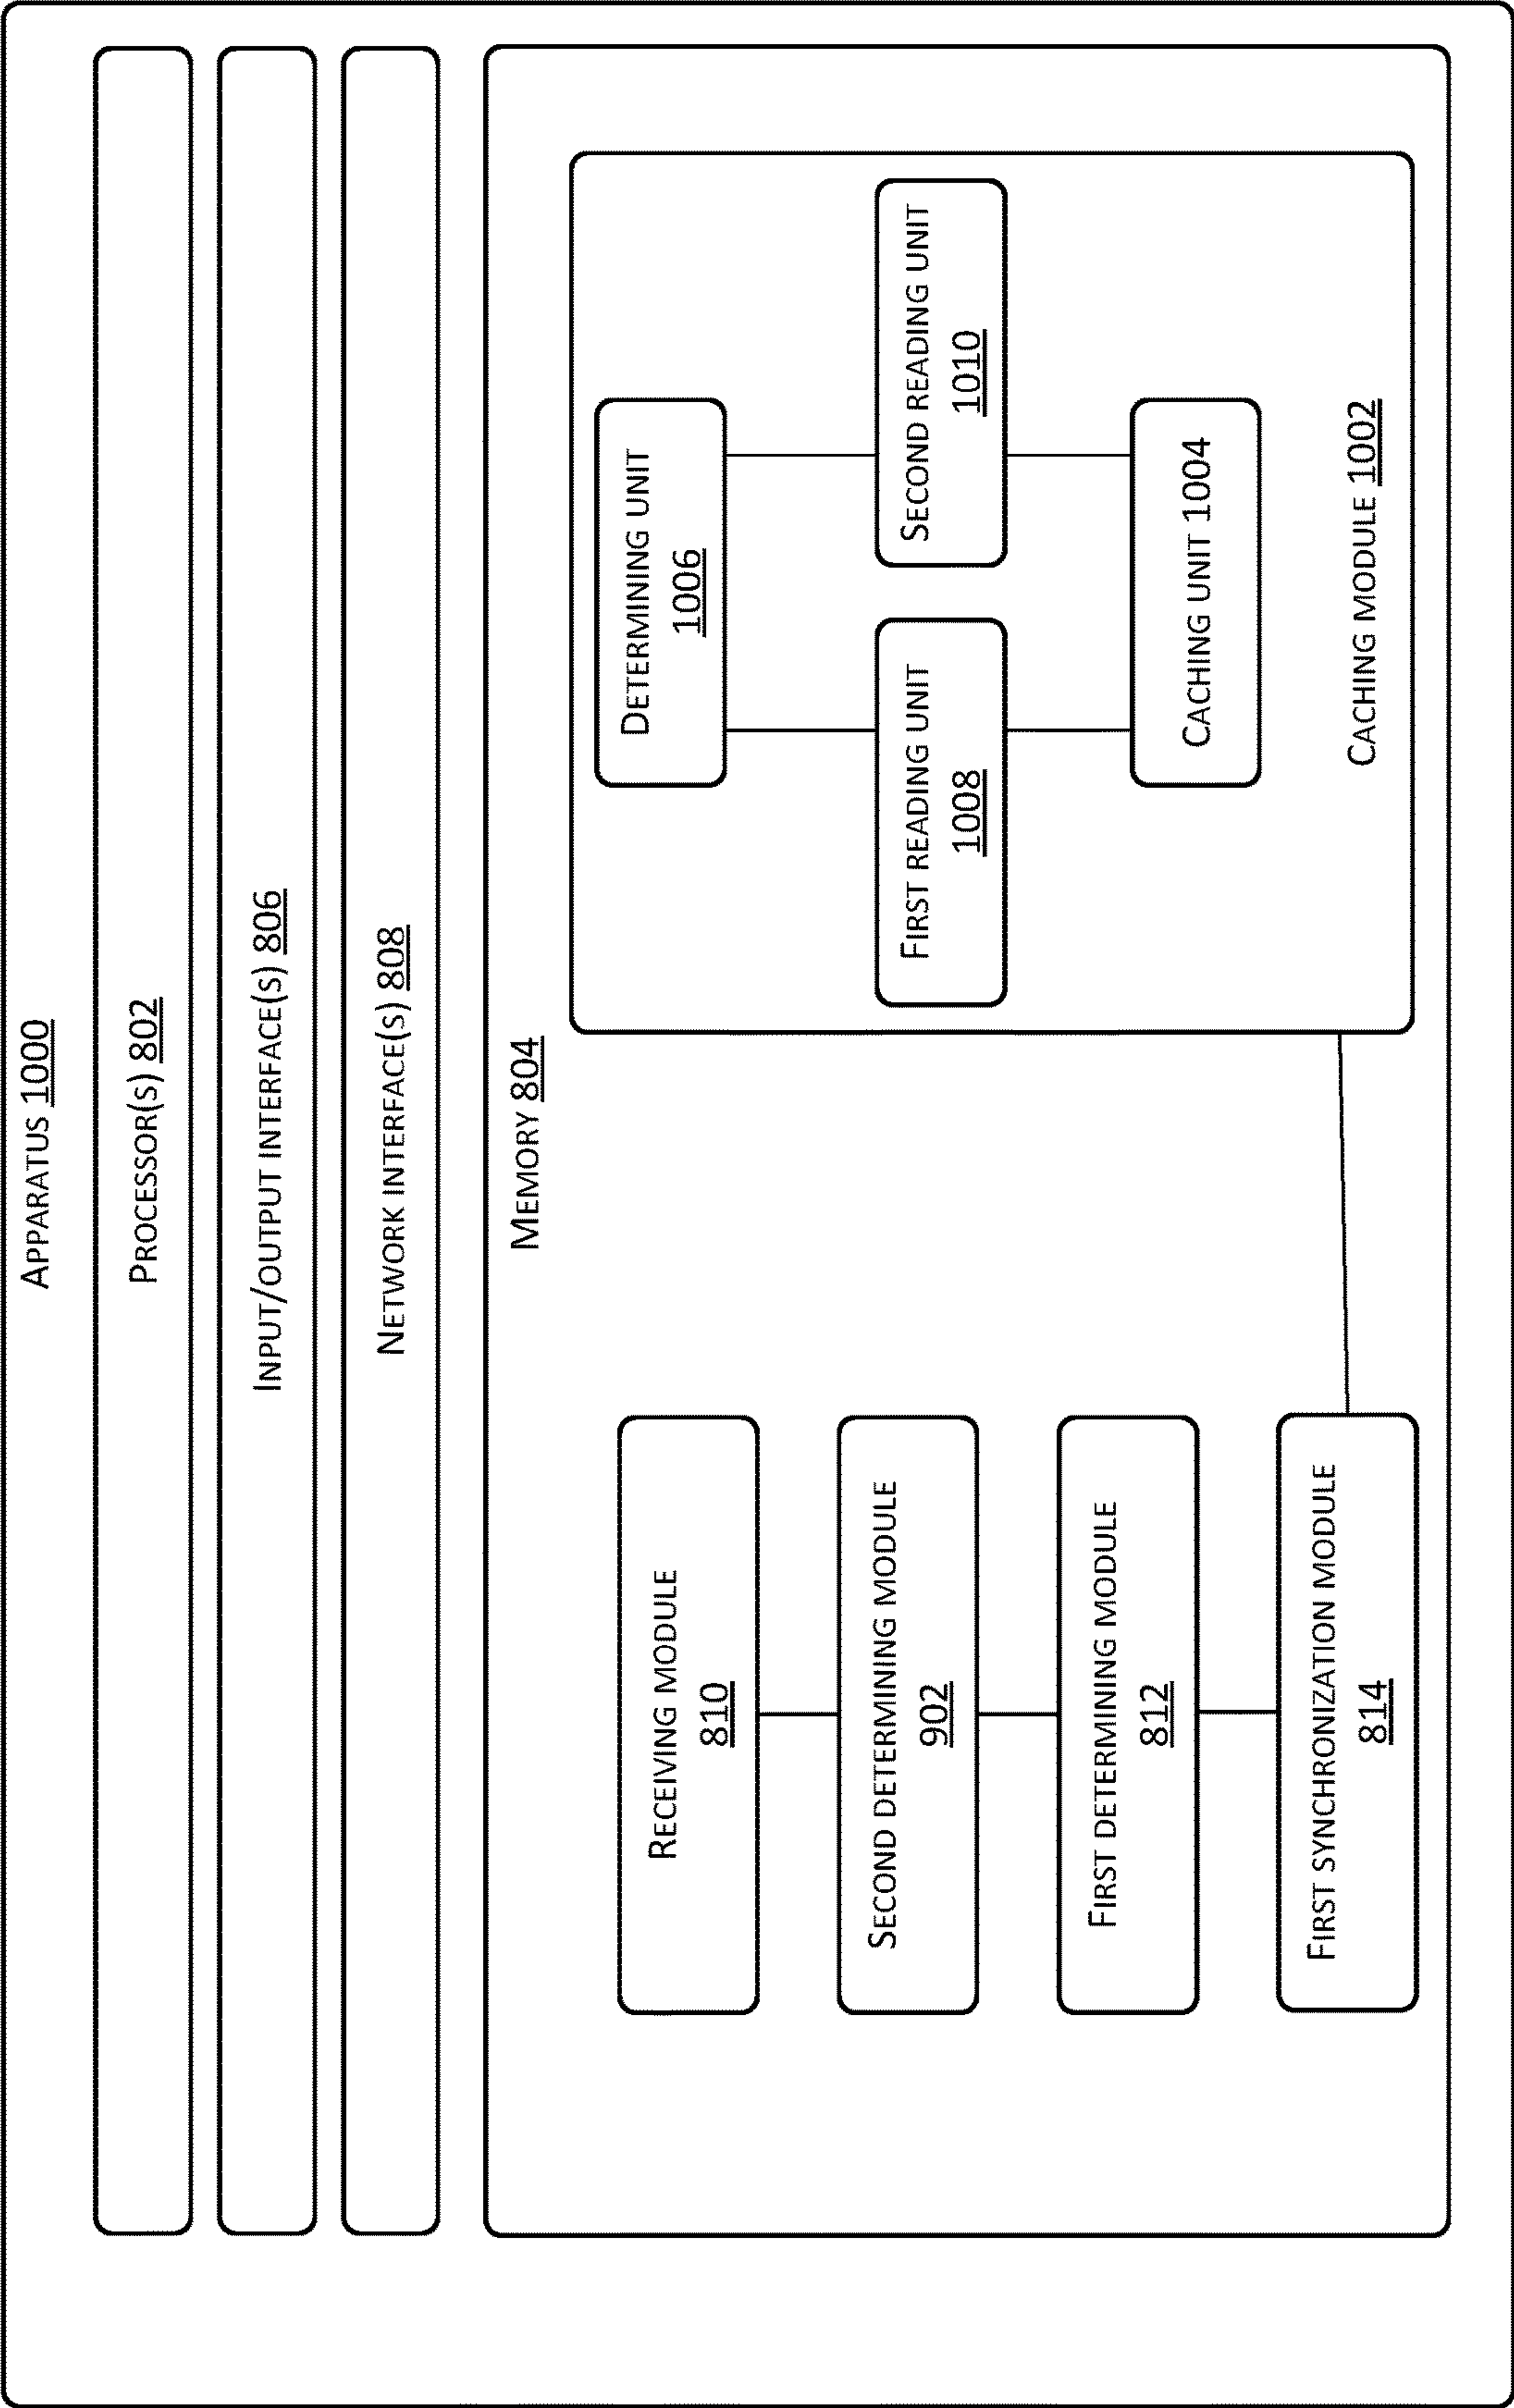 APPARATUS 1000
PROCESSOR(S) 802
INPUT/OUTPUT INTERFACE(S) 806
NETWORK INTERFACE(S) 808
MEMORY 804
RECEIVING MODULE
810
SECOND DETERMINING MODULE
902
FIRST DETERMINING MODULE
812
FIRST SYNCHRONIZATION MODULE
814
DETERMINING UNIT
1006
FIRST READING UNIT
1008
SECOND READING UNIT
1010
CACHING UNIT 1004
CACHING MODULE 1002